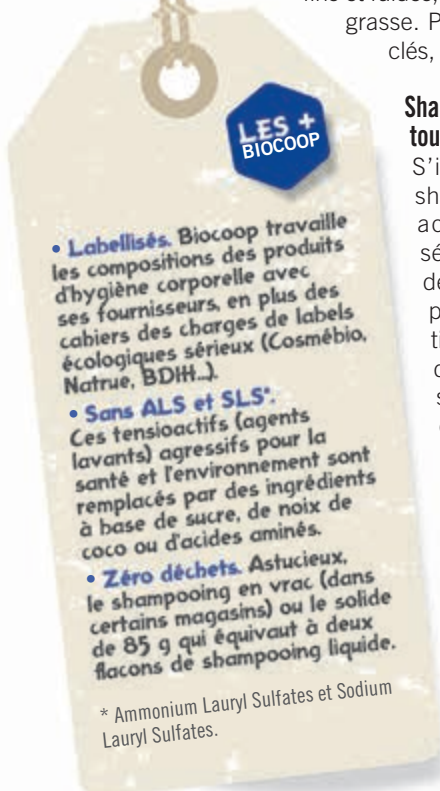 grasse. P
clés,
LES +
BIOCOOP
• Labellisés. Biocoop travaille
les compositions des produits
d'hygiène corporelle avec
ses fournisseurs, en plus des
cahiers des charges de labels
écologiques sérieux (Cosmébio,
Natrue, BDIH...).
• Sans ALS et SLS*.
Ces tensioactifs (agents
lavants) agressifs pour la
santé et l'environnement sont
remplacés par des ingrédients
à base de sucre, de noix de
coco ou d'acides aminés.
• Zéro déchets. Astucieux,
le shampooing en vrac (dans
certains magasins) ou le solide
de 85 g qui équivaut à deux
flacons de shampooing liquide.
* Ammonium Lauryl Sulfates et Sodium
Lauryl Sulfates.
Sha
tou
S'i
sh
ac
sé
de
p
ti